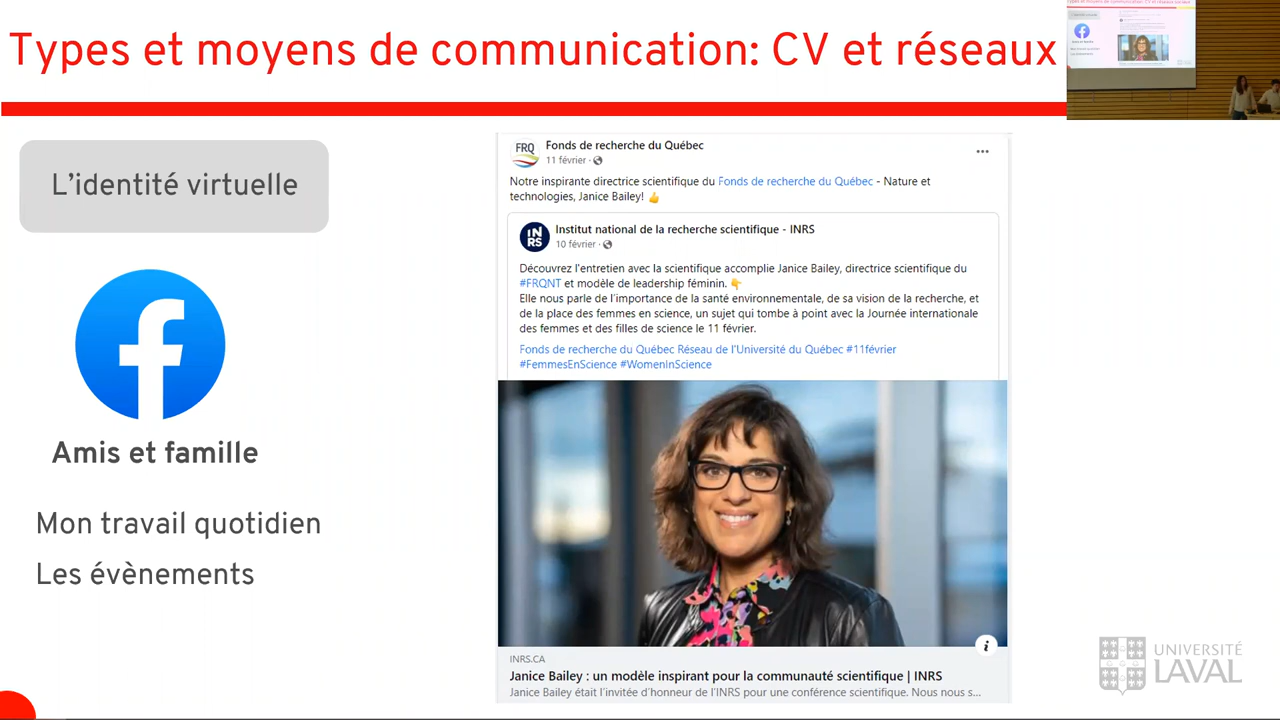 Types et moyens de communication: CV et réseaux
L'identité virtuelle
Amis et famille
Mon travail quotidien
Les évènements
FRQ
Fonds de recherche du Québec
11 février
Notre inspirante directrice scientifique du Fonds de recherche du Québec - Nature et
technologies, Janice Bailey! 👍
IN
RS
Institut national de la recherche scientifique - INRS
10 février
Découvrez l'entretien avec la scientifique accomplie Janice Bailey, directrice scientifique du
#FRQNT et modèle de leadership féminin. 👇
Elle nous parle de l'importance de la santé environnementale, de sa vision de la recherche, et
de la place des femmes en science, un sujet qui tombe à point avec la Journée internationale
des femmes et des filles de science le 11 février.
Fonds de recherche du Québec Réseau de l'Université du Québec #11février
#FemmesEnScience #WomenInScience
INRS.CA
Janice Bailey : un modèle inspirant pour la communauté scientifique | INRS
Janice Bailey était l'invitée d'honneur de l'INRS pour une conférence scientifique. Nous nous s...
UNIVERSITÉ
LAVAL